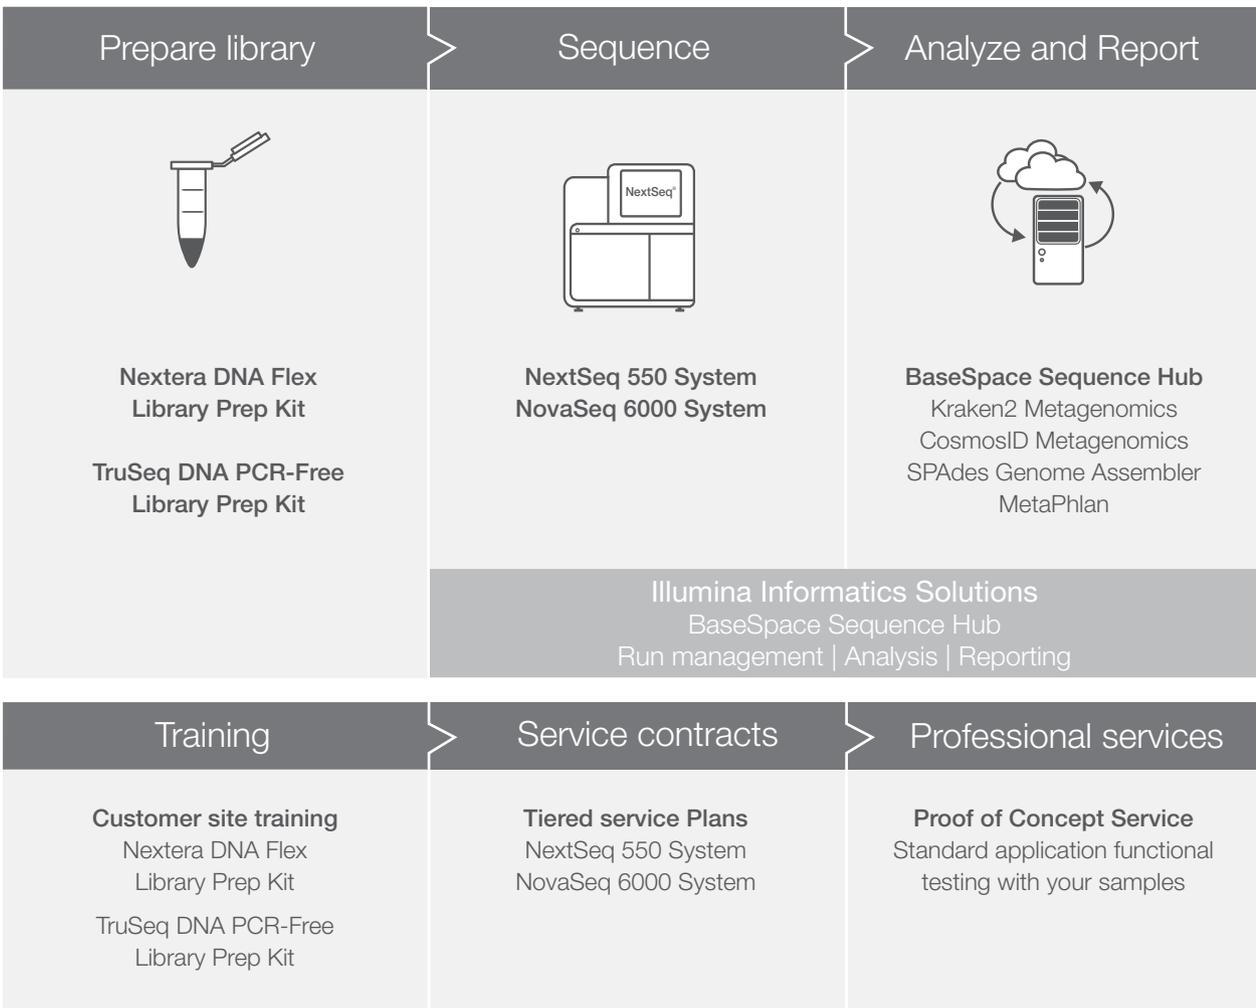 Prepare library
Sequence
Analyze and Report
NextSeq®
Nextera DNA Flex
Library Prep Kit
TruSeq DNA PCR-Free
Library Prep Kit
NextSeq 550 System
NovaSeq 6000 System
BaseSpace Sequence Hub
Kraken2 Metagenomics
CosmosID Metagenomics
SPAdes Genome Assembler
MetaPhlan
Illumina Informatics Solutions
BaseSpace Sequence Hub
Run management | Analysis | Reporting
Training
Service contracts
Professional services
Customer site training
Nextera DNA Flex
Library Prep Kit
TruSeq DNA PCR-Free
Library Prep Kit
Tiered service Plans
NextSeq 550 System
NovaSeq 6000 System
Proof of Concept Service
Standard application functional
testing with your samples